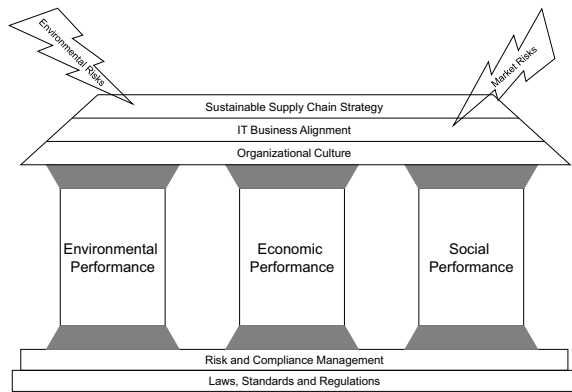 Environmental Risks
Market Risks
Sustainable Supply Chain Strategy
IT Business Alignment
Organizational Culture
Environmental
Performance
Economic
Performance
Social
Performance
Risk and Compliance Management
Laws, Standards and Regulations